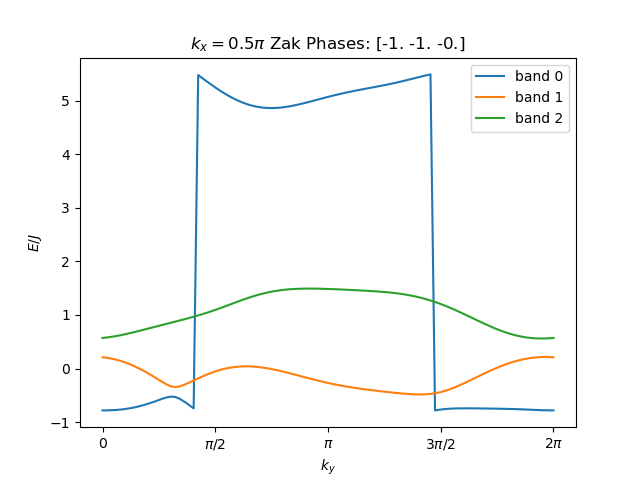 k_x = 0.5π Zak Phases: [-1. -1. -0.]
E/J
5
4
3
2
1
0
−1
band 0
band 1
band 2
0
π/2
π
3π/2
2π
k_y